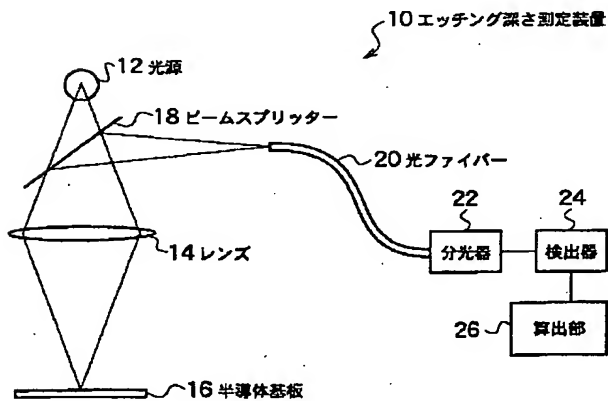 10 エッチング深さ測定装置
12 光源
18 ビームスプリッター
20 光ファイバー
22
24
分光器
検出器
14 レンズ
26
算出部
16 半導体基板